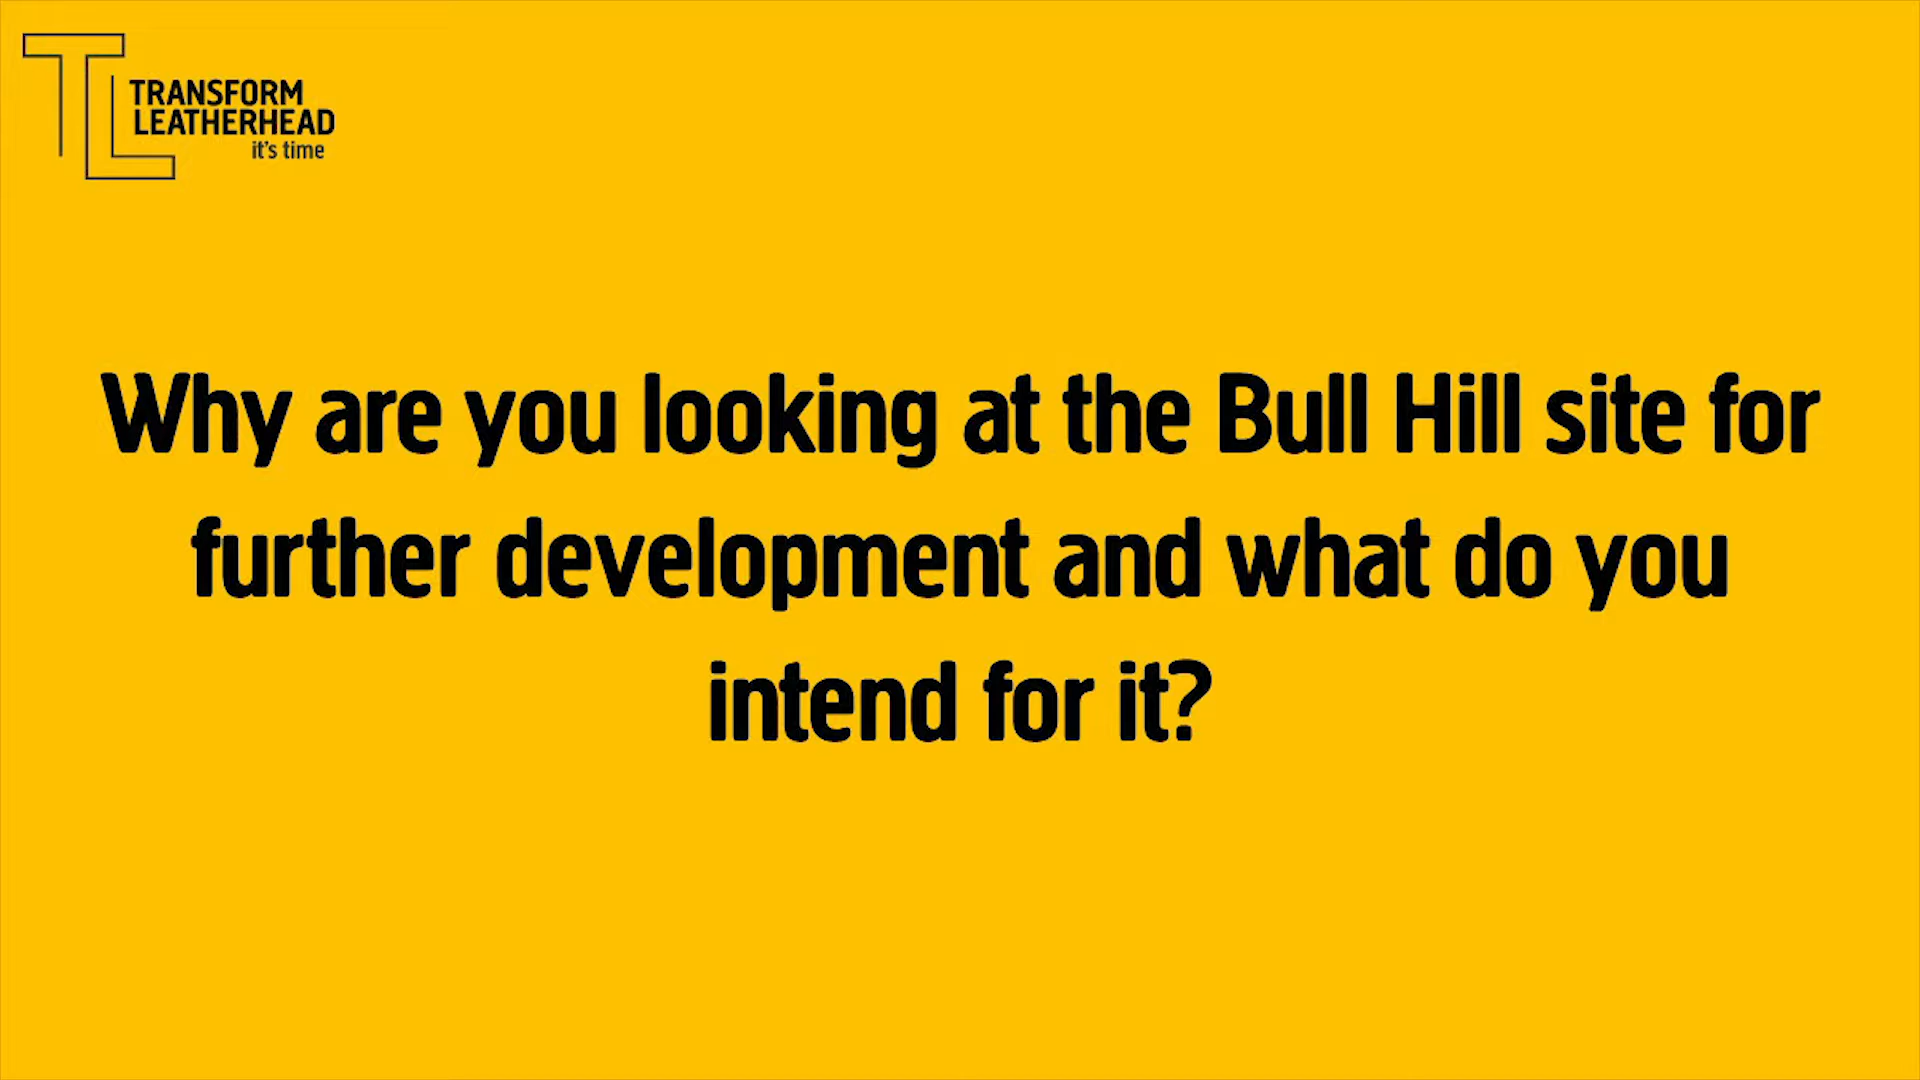 TRANSFORM
LEATHERHEAD
it's time
Why are you looking at the Bull Hill site for
further development and what do you
intend for it?